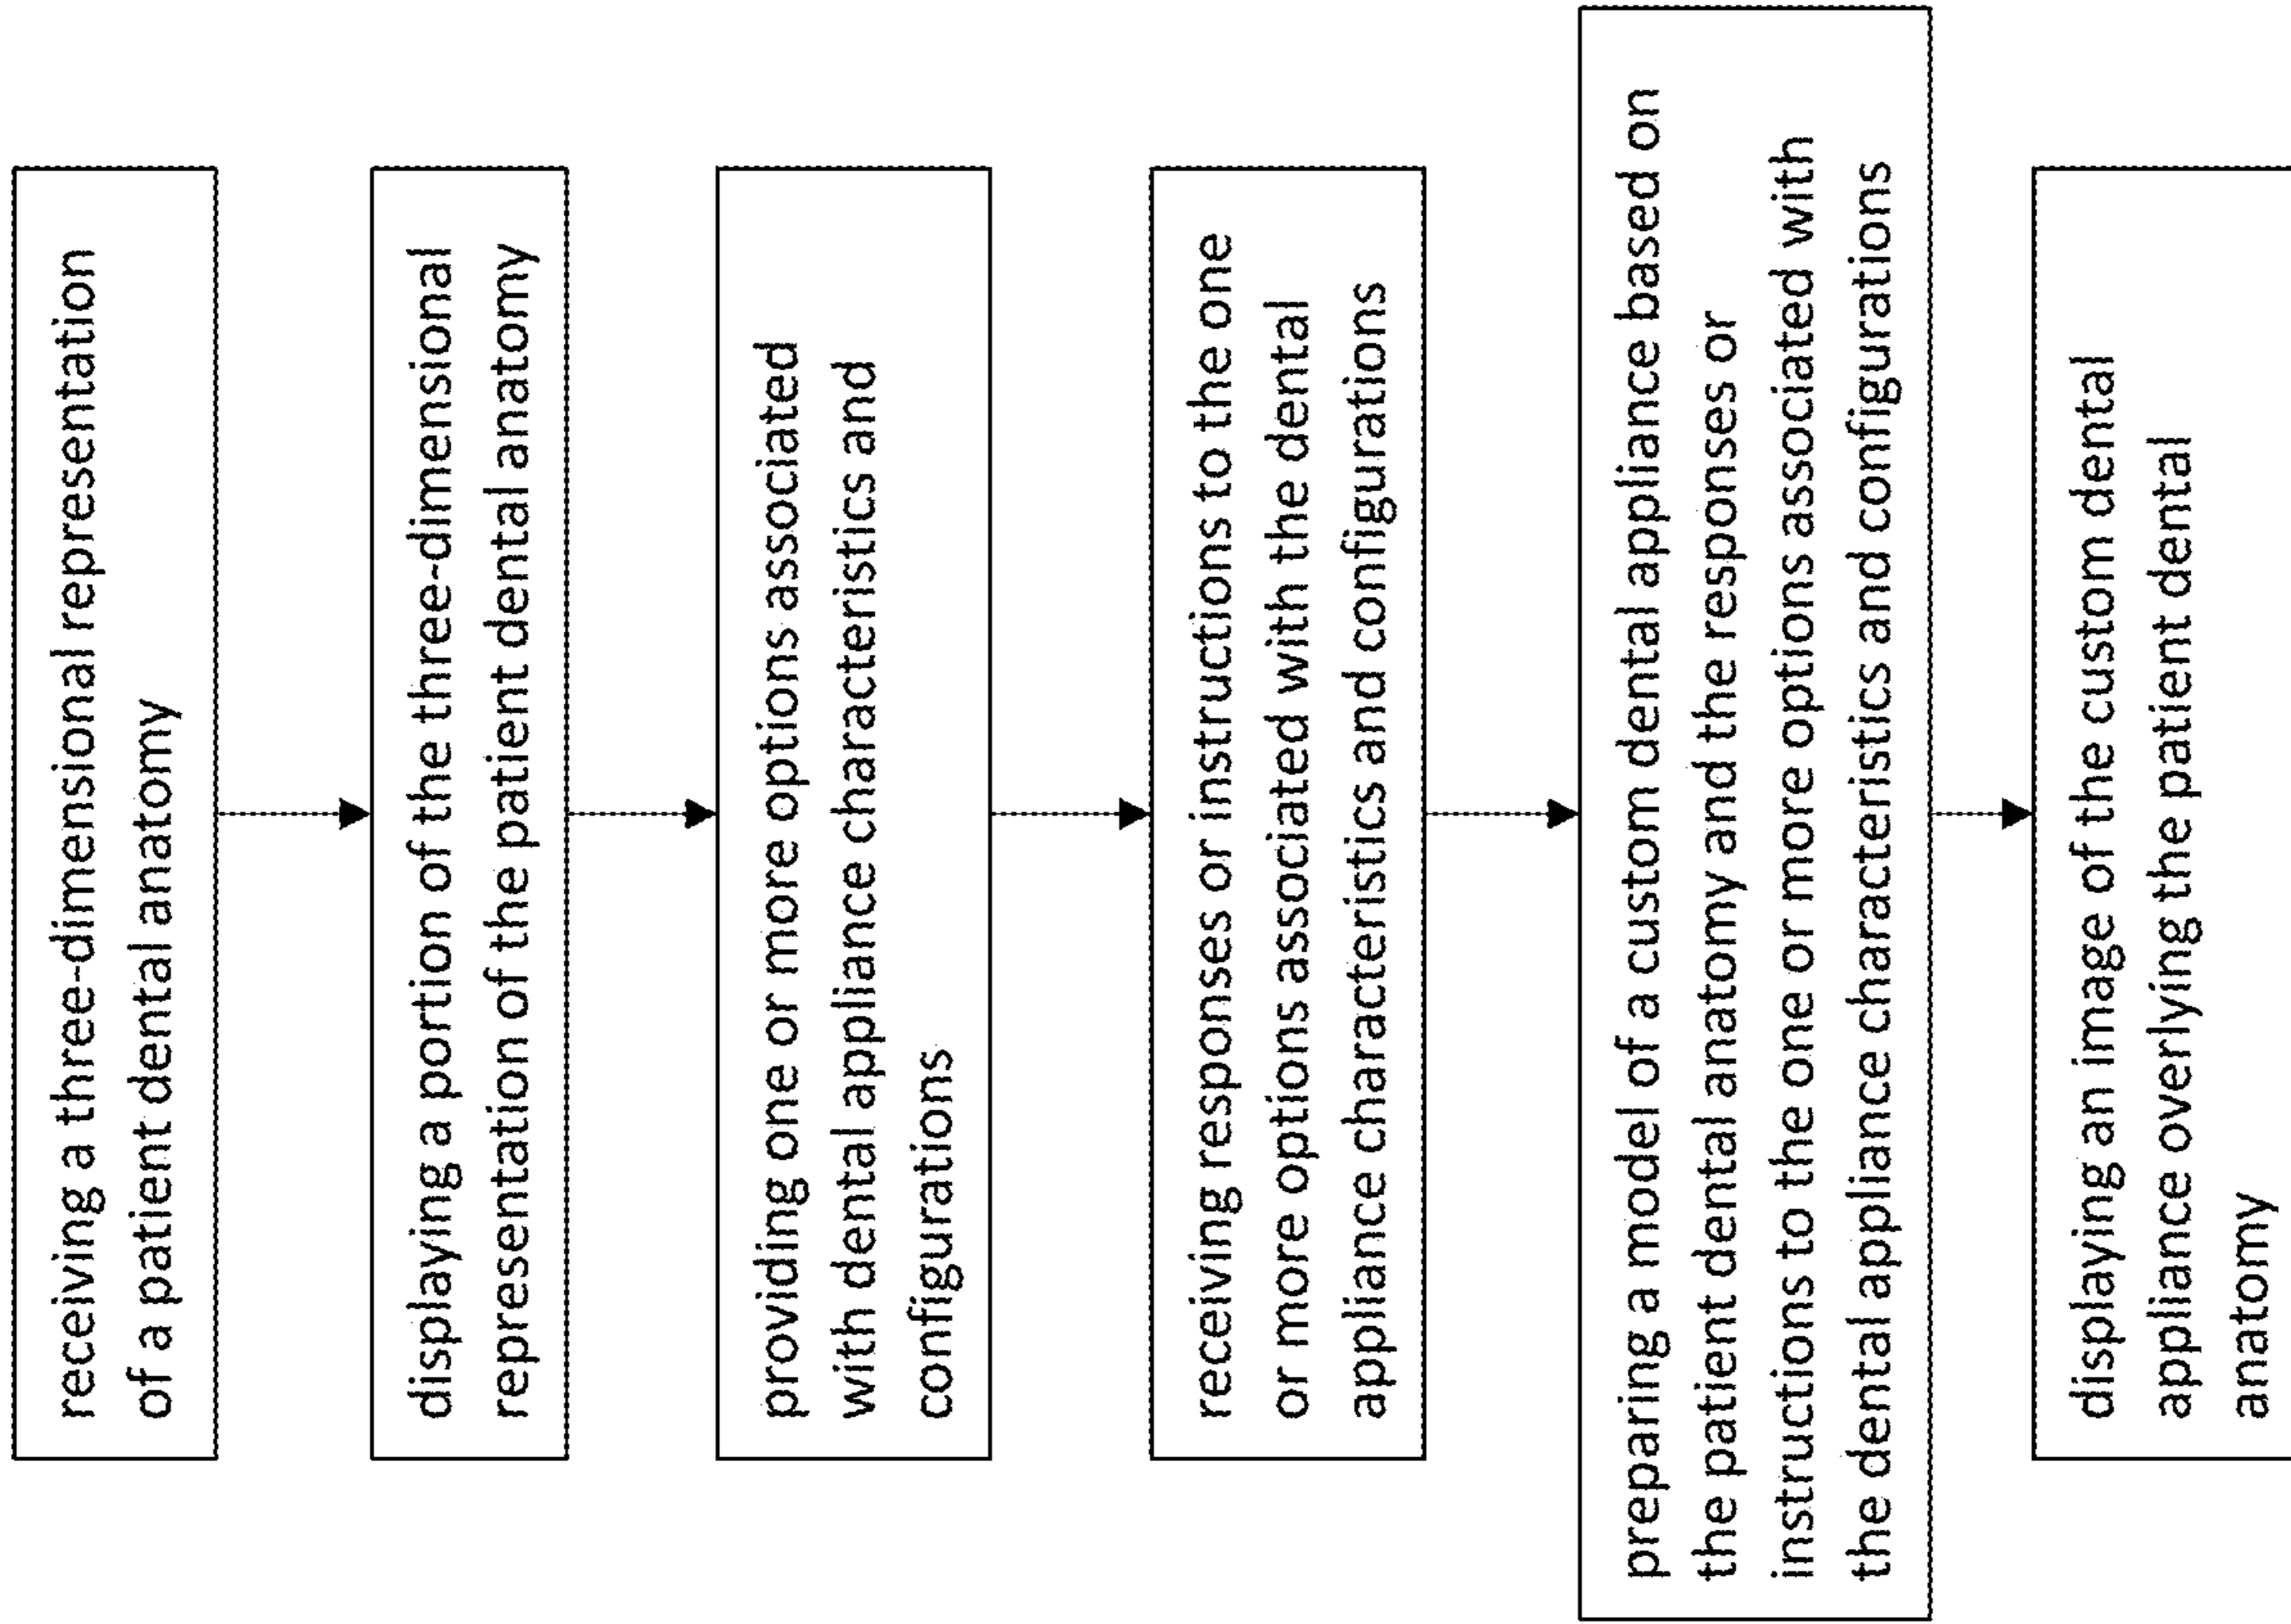 receiving a three-dimensional representation
of a patient dental anatomy
displaying a portion of the three-dimensional
representation of the patient dental anatomy
providing one or more options associated
with dental appliance characteristics and
configurations
receiving responses or instructions to the one
or more options associated with the dental
appliance characteristics and configurations
preparing a model of a custom dental appliance based on
the patient dental anatomy and the responses or
instructions to the one or more options associated with
the dental appliance characteristics and configurations
displaying an image of the custom dental
appliance overlying the patient dental
anatomy